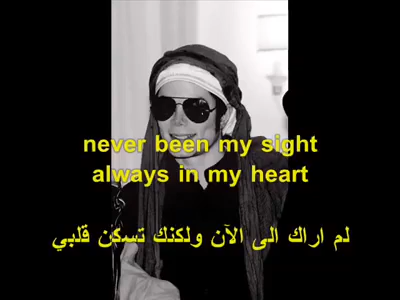 never been my sight
always in my heart
لم اراك الى الآن ولكنك تسكن قلبي